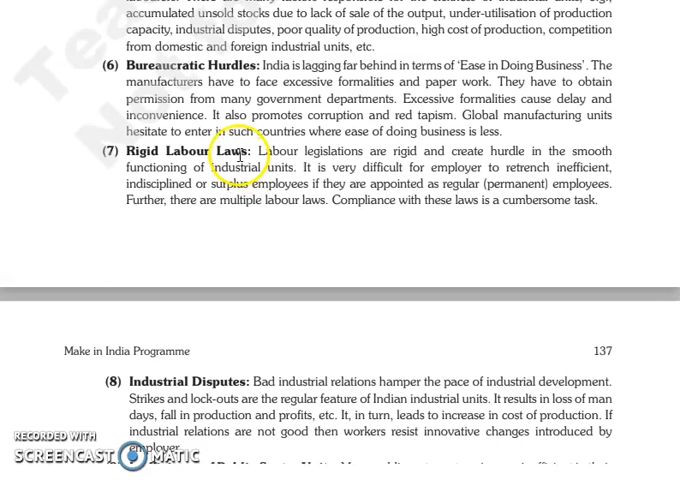 accumulated unsold stocks due to lack of sale of the output, under-utilisation of production
capacity, industrial disputes, poor quality of production, high cost of production, competition
from domestic and foreign industrial units, etc.
(6) Bureaucratic Hurdles: India is lagging far behind in terms of 'Ease in Doing Business'. The
manufacturers have to face excessive formalities and paper work. They have to obtain
permission from many government departments. Excessive formalities cause delay and
inconvenience. It also promotes corruption and red tapism. Global manufacturing units
hesitate to enter in such countries where ease of doing business is less.
(7) Rigid Labour Laws: Labour legislations are rigid and create hurdle in the smooth
functioning of industrial units. It is very difficult for employer to retrench inefficient,
indisciplined or surplus employees if they are appointed as regular (permanent) employees.
Further, there are multiple labour laws. Compliance with these laws is a cumbersome task.
Make in India Programme 137
(8) Industrial Disputes: Bad industrial relations hamper the pace of industrial development.
Strikes and lock-outs are the regular feature of Indian industrial units. It results in loss of man
days, fall in production and profits, etc. It, in turn, leads to increase in cost of production. If
industrial relations are not good then workers resist innovative changes introduced by
employer.
RECORDED WITH
SCREENCAST MATIC